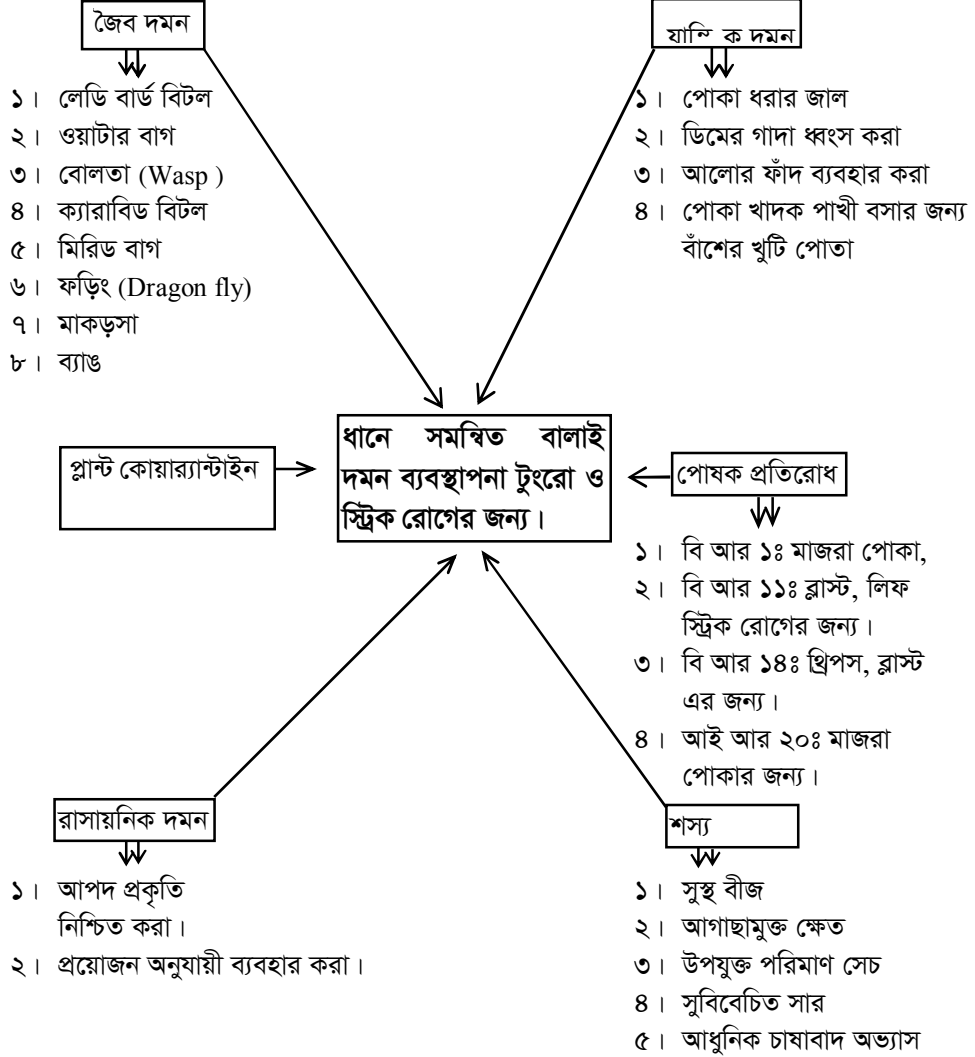 জৈব দমন
১। লেডি বার্ড বিটল
২। ওয়াটার বাগ
৩। বোলতা (Wasp )
৪। ক্যারাবিড বিটল
৫। মিরিড বাগ
৬। ফড়িং (Dragon fly)
৭। মাকড়সা
৮। ব্যাঙ
যান্ত্রিক দমন
১। পোকা ধরার জাল
২। ডিমের গাদা ধ্বংস করা
৩। আলোর ফাঁদ ব্যবহার করা
৪। পোকা খাদক পাখী বসার জন্য
বাঁশের খুটি পোতা
প্লান্ট কোয়ার‍্যান্টাইন
ধানে সমন্বিত বালাই
দমন ব্যবস্থাপনা টুংরো ও
স্ট্রিক রোগের জন্য।
পোষক প্রতিরোধ
১। বি আর ১ঃ মাজরা পোকা,
২। বি আর ১১ঃ ব্লাস্ট, লিফ
স্ট্রিক রোগের জন্য।
৩। বি আর ১৪ঃ থ্রিপস, ব্লাস্ট
এর জন্য।
৪। আই আর ২০ঃ মাজরা
পোকার জন্য।
রাসায়নিক দমন
১। আপদ প্রকৃতি
নিশ্চিত করা।
২। প্রয়োজন অনুযায়ী ব্যবহার করা।
শস্য
১। সুস্থ বীজ
২। আগাছামুক্ত ক্ষেত
৩। উপযুক্ত পরিমাণ সেচ
৪। সুবিবেচিত সার
৫। আধুনিক চাষাবাদ অভ্যাস